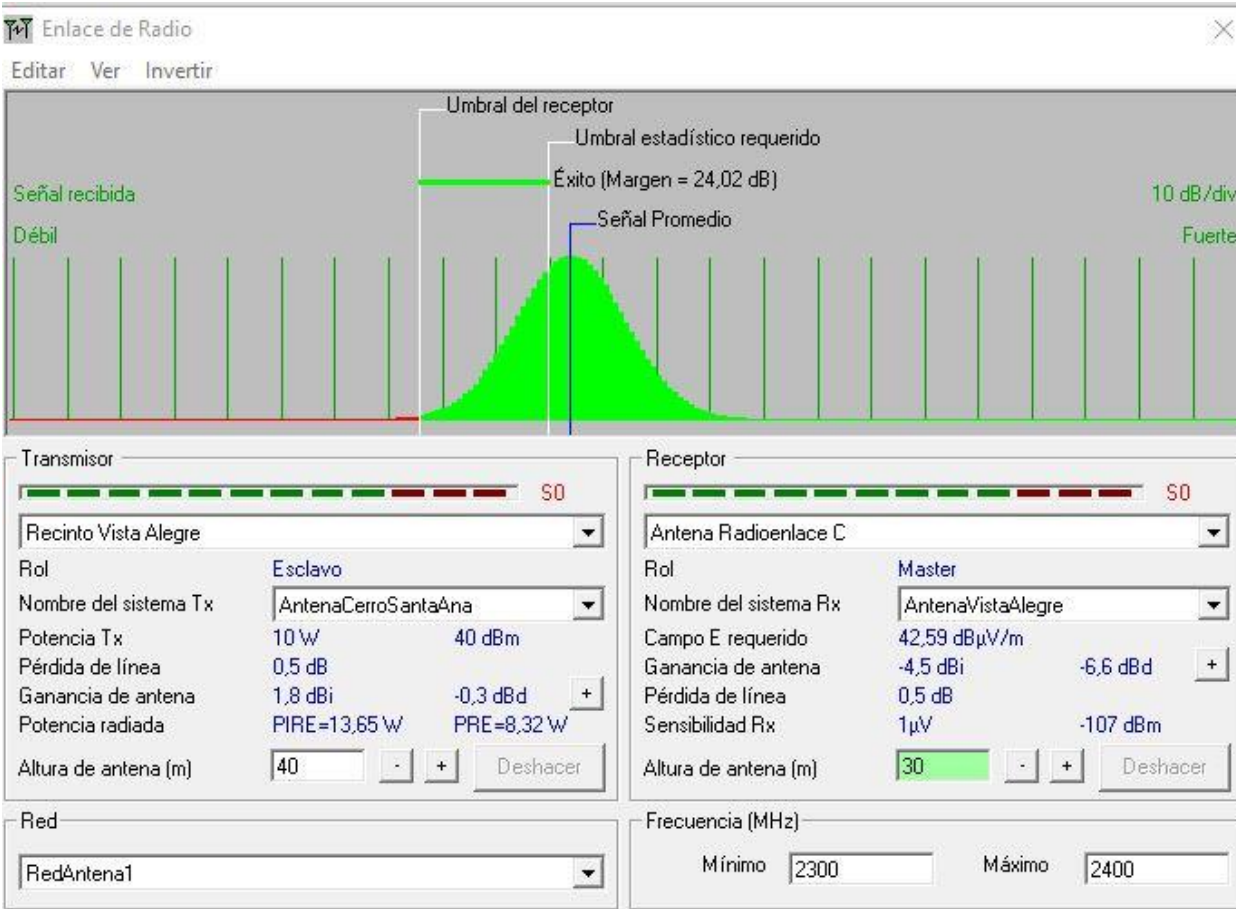 Enlace de Radio
Editar Ver Invertir
Umbral del receptor
Umbral estadístico requerido
Éxito (Margen = 24,02 dB)
Señal recibida
10 dB/div
Señal Promedio
Débil
Fuerte
Transmisor
S0
Recinto Vista Alegre
Rol Esclavo
Nombre del sistema Tx AntenaCerroSantaAna
Potencia Tx 10 W 40 dBm
Pérdida de línea 0,5 dB
Ganancia de antena 1,8 dBi -0,3 dBd +
Potencia radiada PIRE=13,65 W PRE=8,32 W
Altura de antena (m) 40 - + Deshacer
Receptor
S0
Antena Radioenlace C
Rol Master
Nombre del sistema Rx AntenaVistaAlegre
Campo E requerido 42,59 dBµV/m
Ganancia de antena -4,5 dBi -6,6 dBd +
Pérdida de línea 0,5 dB
Sensibilidad Rx 1µV -107 dBm
Altura de antena (m) 30 - + Deshacer
Red
RedAntena1
Frecuencia (MHz)
Mínimo 2300 Máximo 2400